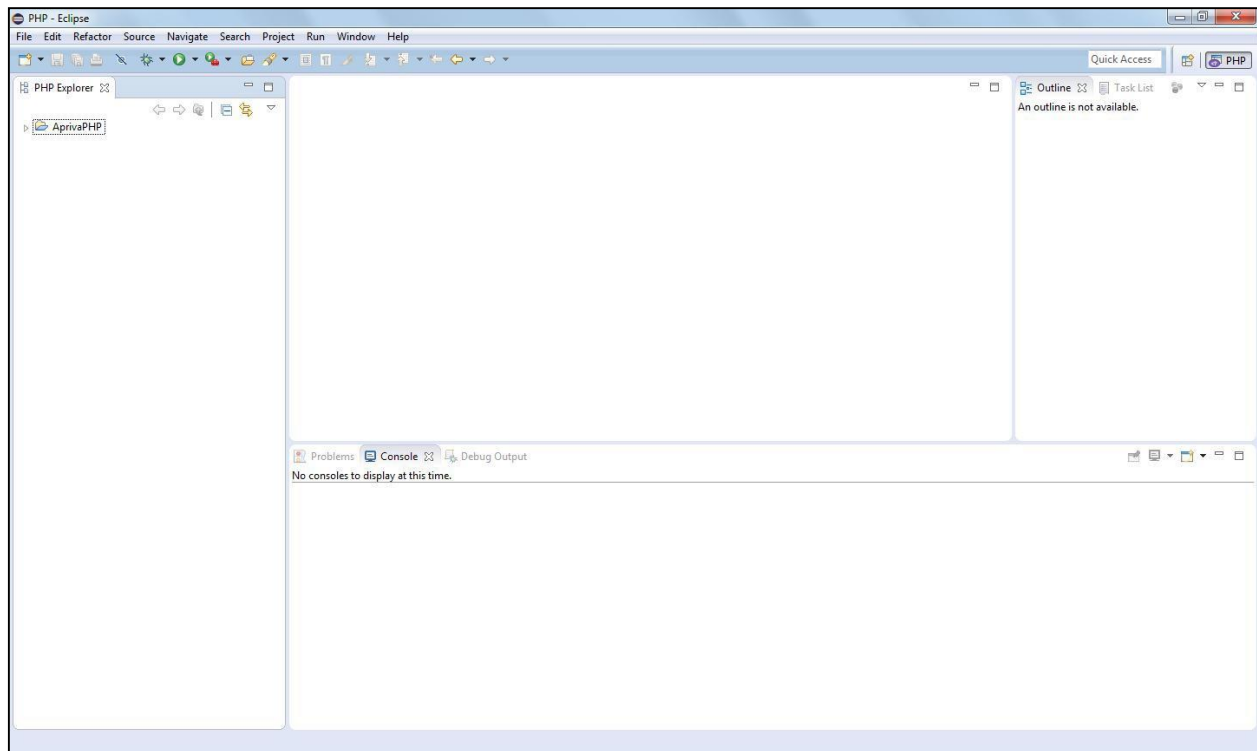 PHP - Eclipse
File Edit Refactor Source Navigate Search Project Run Window Help
Quick Access
PHP
PHP Explorer
AprivaPHP
Outline Task List
An outline is not available.
Problems Console Debug Output
No consoles to display at this time.